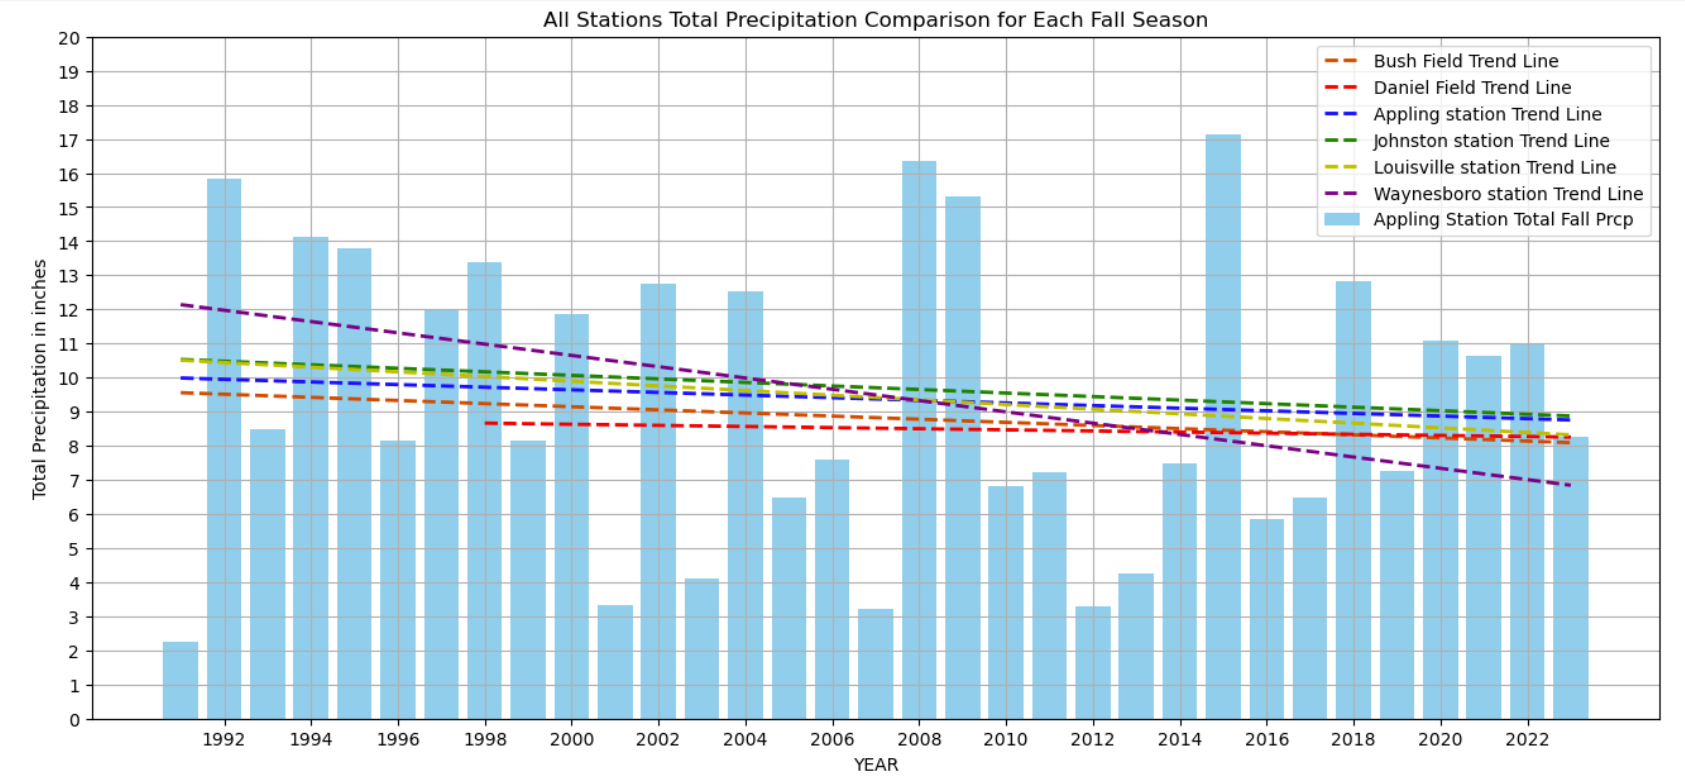 All Stations Total Precipitation Comparison for Each Fall Season
Total Precipitation in inches
20
19
18
17
16
15
14
13
12
11
10
9
8
7
6
5
4
3
2
1
0
Bush Field Trend Line
Daniel Field Trend Line
Appling station Trend Line
Johnston station Trend Line
Louisville station Trend Line
Waynesboro station Trend Line
Appling Station Total Fall Prcp
1992 1994 1996 1998 2000 2002 2004 2006 2008 2010 2012 2014 2016 2018 2020 2022
YEAR